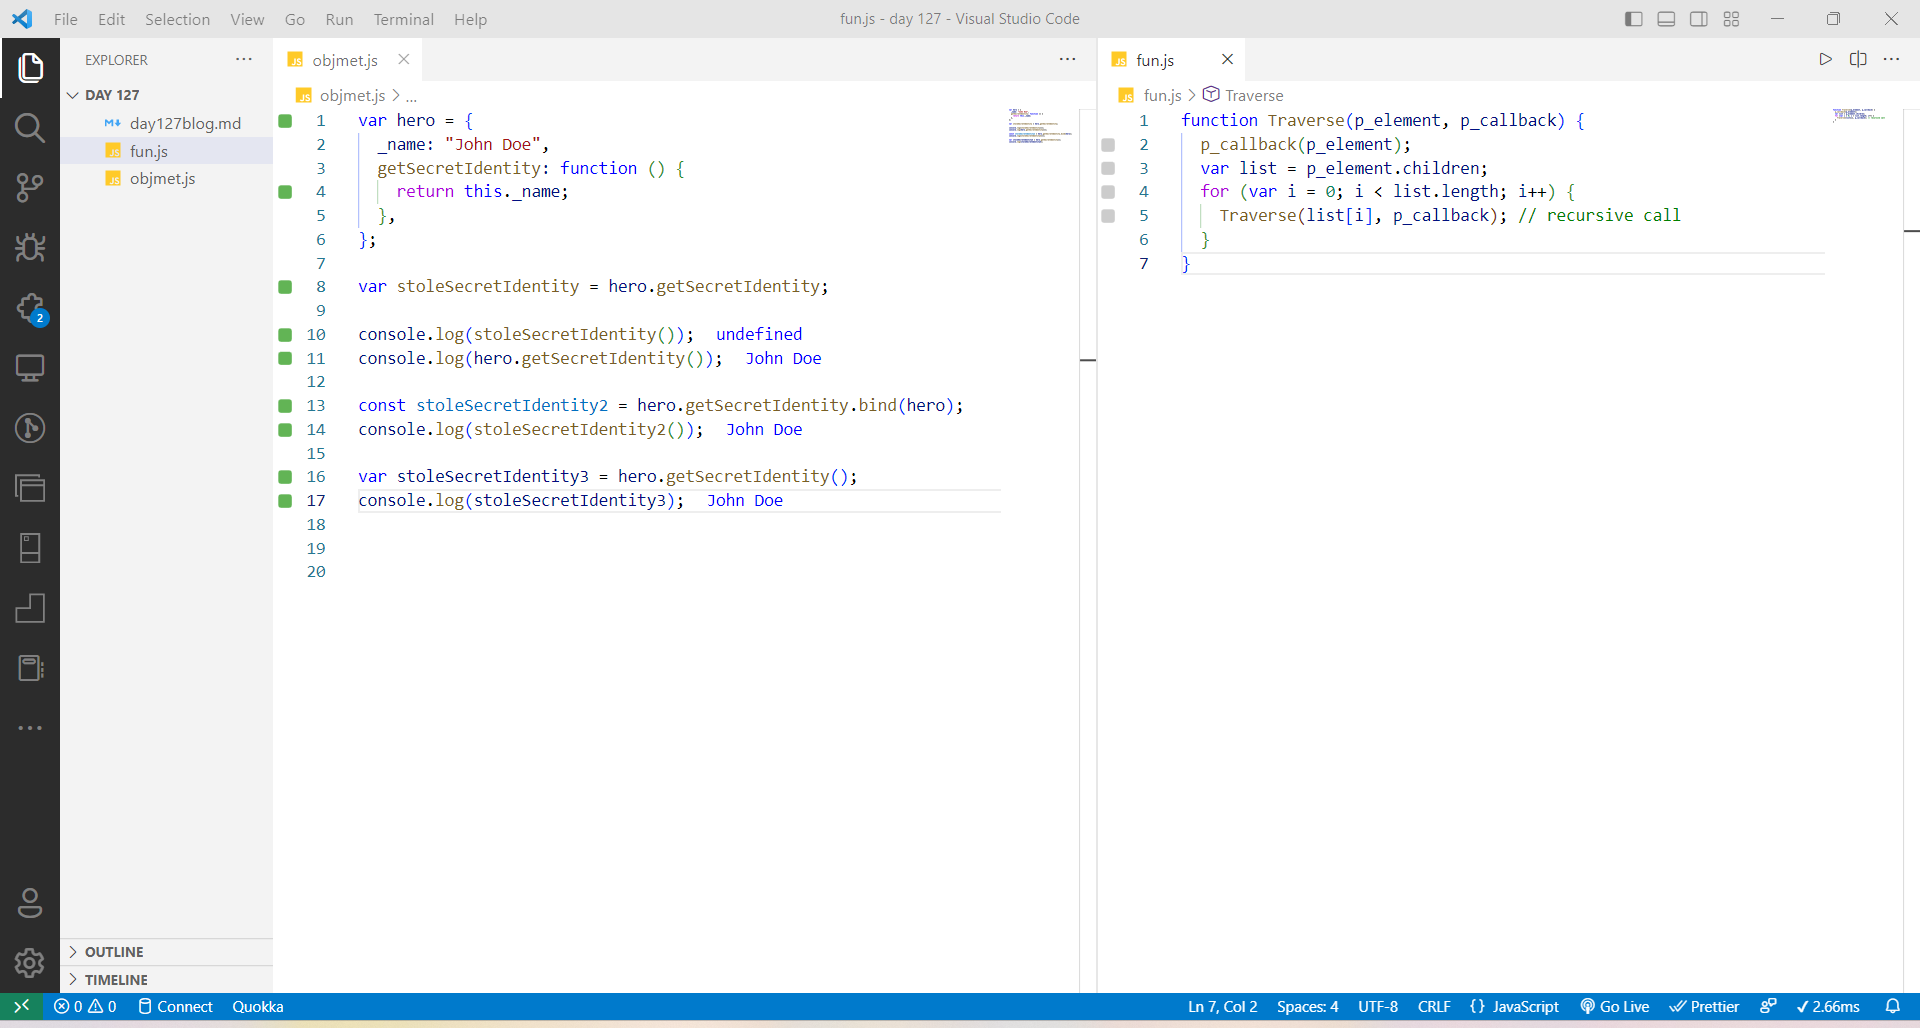 File Edit Selection View Go Run Terminal Help
fun.js - day 127 - Visual Studio Code
EXPLORER
DAY 127
day127blog.md
fun.js
objmet.js
OUTLINE
TIMELINE
2
objmet.js
objmet.js > ...
1 var hero = {
2 _name: "John Doe",
3 getSecretIdentity: function () {
4 return this._name;
5 },
6 };
7
8 var stoleSecretIdentity = hero.getSecretIdentity;
9
10 console.log(stoleSecretIdentity()); undefined
11 console.log(hero.getSecretIdentity()); John Doe
12
13 const stoleSecretIdentity2 = hero.getSecretIdentity.bind(hero);
14 console.log(stoleSecretIdentity2()); John Doe
15
16 var stoleSecretIdentity3 = hero.getSecretIdentity();
17 console.log(stoleSecretIdentity3); John Doe
18
19
20
fun.js
fun.js > Traverse
1 function Traverse(p_element, p_callback) {
2 p_callback(p_element);
3 var list = p_element.children;
4 for (var i = 0; i < list.length; i++) {
5 Traverse(list[i], p_callback); // recursive call
6 }
7 }
0 0 Connect Quokka
Ln 7, Col 2 Spaces: 4 UTF-8 CRLF {} JavaScript Go Live Prettier ✓ 2.66ms